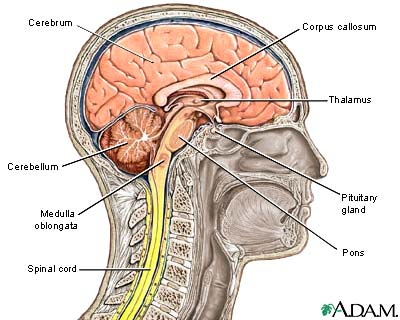 Cerebrum
Corpus callosum
Thalamus
Cerebellum
Pituitary
gland
Medulla
oblongata
Pons
Spinal cord
A.D.A.M.